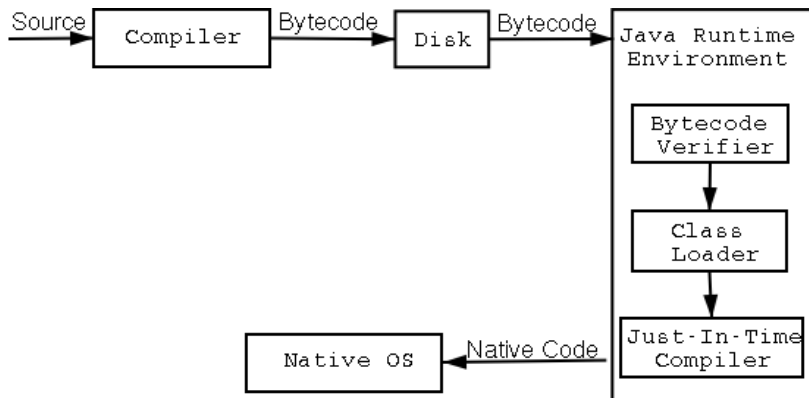 Source
Compiler
Bytecode
Disk
Bytecode
Java Runtime
Environment
Bytecode
Verifier
Class
Loader
Just-In-Time
Compiler
Native Code
Native OS